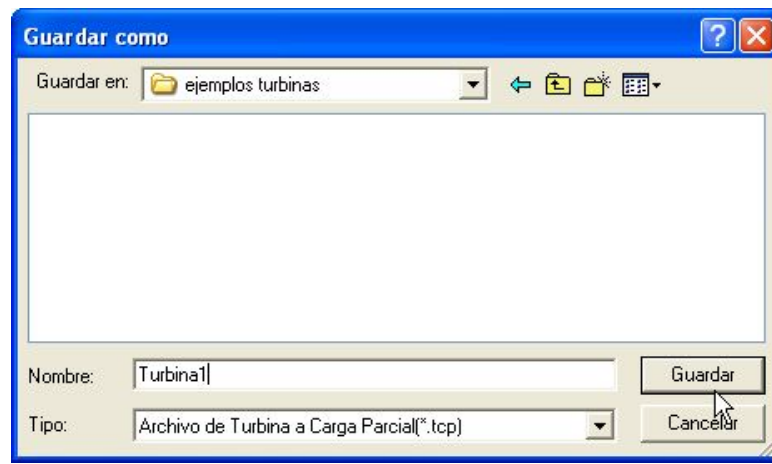 Guardar como
Guardar en: ejemplos turbinas
Nombre: Turbina1 Guardar
Tipo: Archivo de Turbina a Carga Parcial(*.tcp) Cancelar